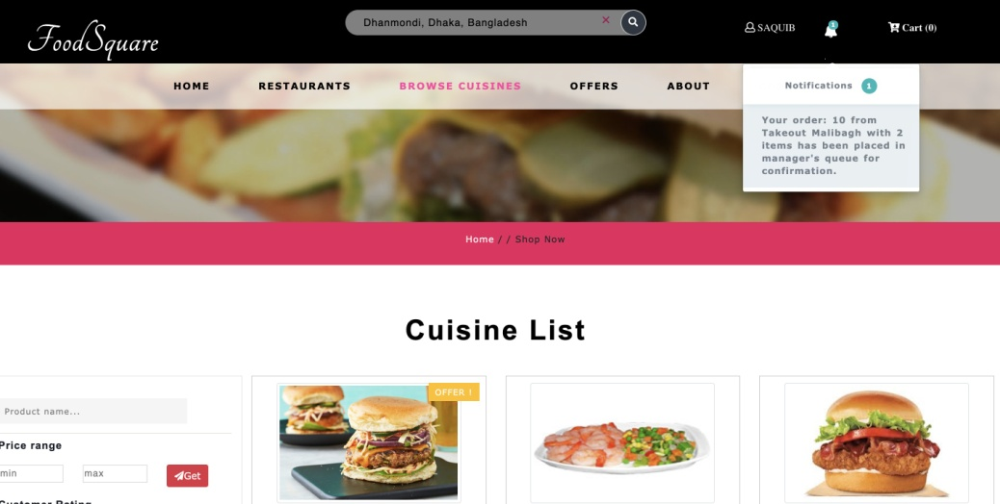 FoodSquare
Dhanmondi, Dhaka, Bangladesh
SAQUIB
1
Cart (0)
HOME RESTAURANTS BROWSE CUISINES OFFERS ABOUT
Notifications 1
Your order: 10 from
Takeout Malibagh with 2
items has been placed in
manager's queue for
confirmation.
Home / / Shop Now
Cuisine List
OFFER !
Product name...
Price range
min max Get
Customer Rating